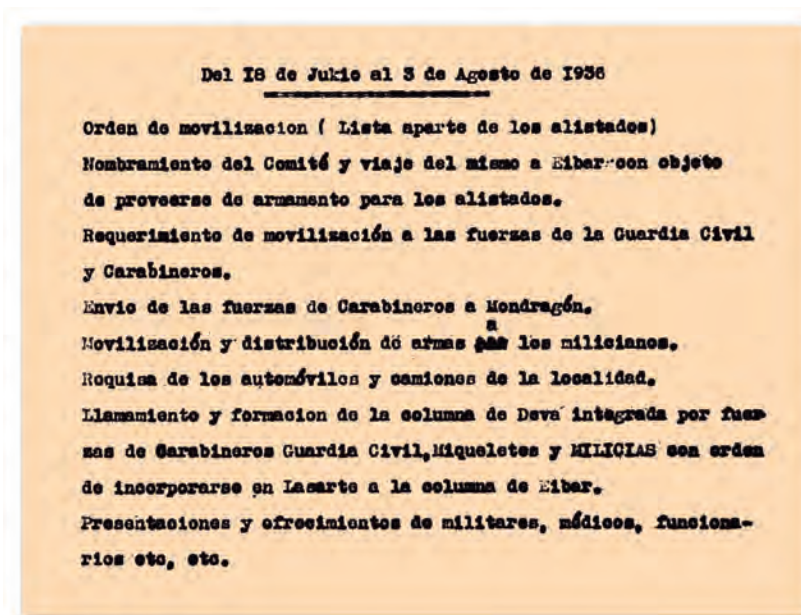 Del I8 de Julio al 3 de Agosto de I936
Orden de movilizacion ( Lista aparte de los alistados)
Nombramiento del Comité y viaje del mismo a Eibar con objeto
de proveerse de armamento para los alistados.
Requerimiento de movilización a las fuerzas de la Guardia Civil
y Carabineros.
Envio de las fuerzas de Carabineros a Mondragón.
a
Movilización y distribución de armas los milicianos.
Requisa de los automóviles y camiones de la localidad.
Llamamiento y formacion de la columna de Deva integrada por fuer-
zas de Carabineros Guardia Civil,Miqueletes y MILICIAS con orden
de incorporarse en Lasarte a la columna de Eibar.
Presentaciones y ofrecimientos de militares, médicos, funciona-
rios etc, etc.